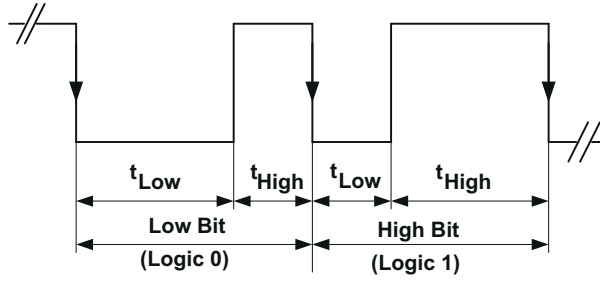 tLow tHigh tLow tHigh
Low Bit High Bit
(Logic 0) (Logic 1)